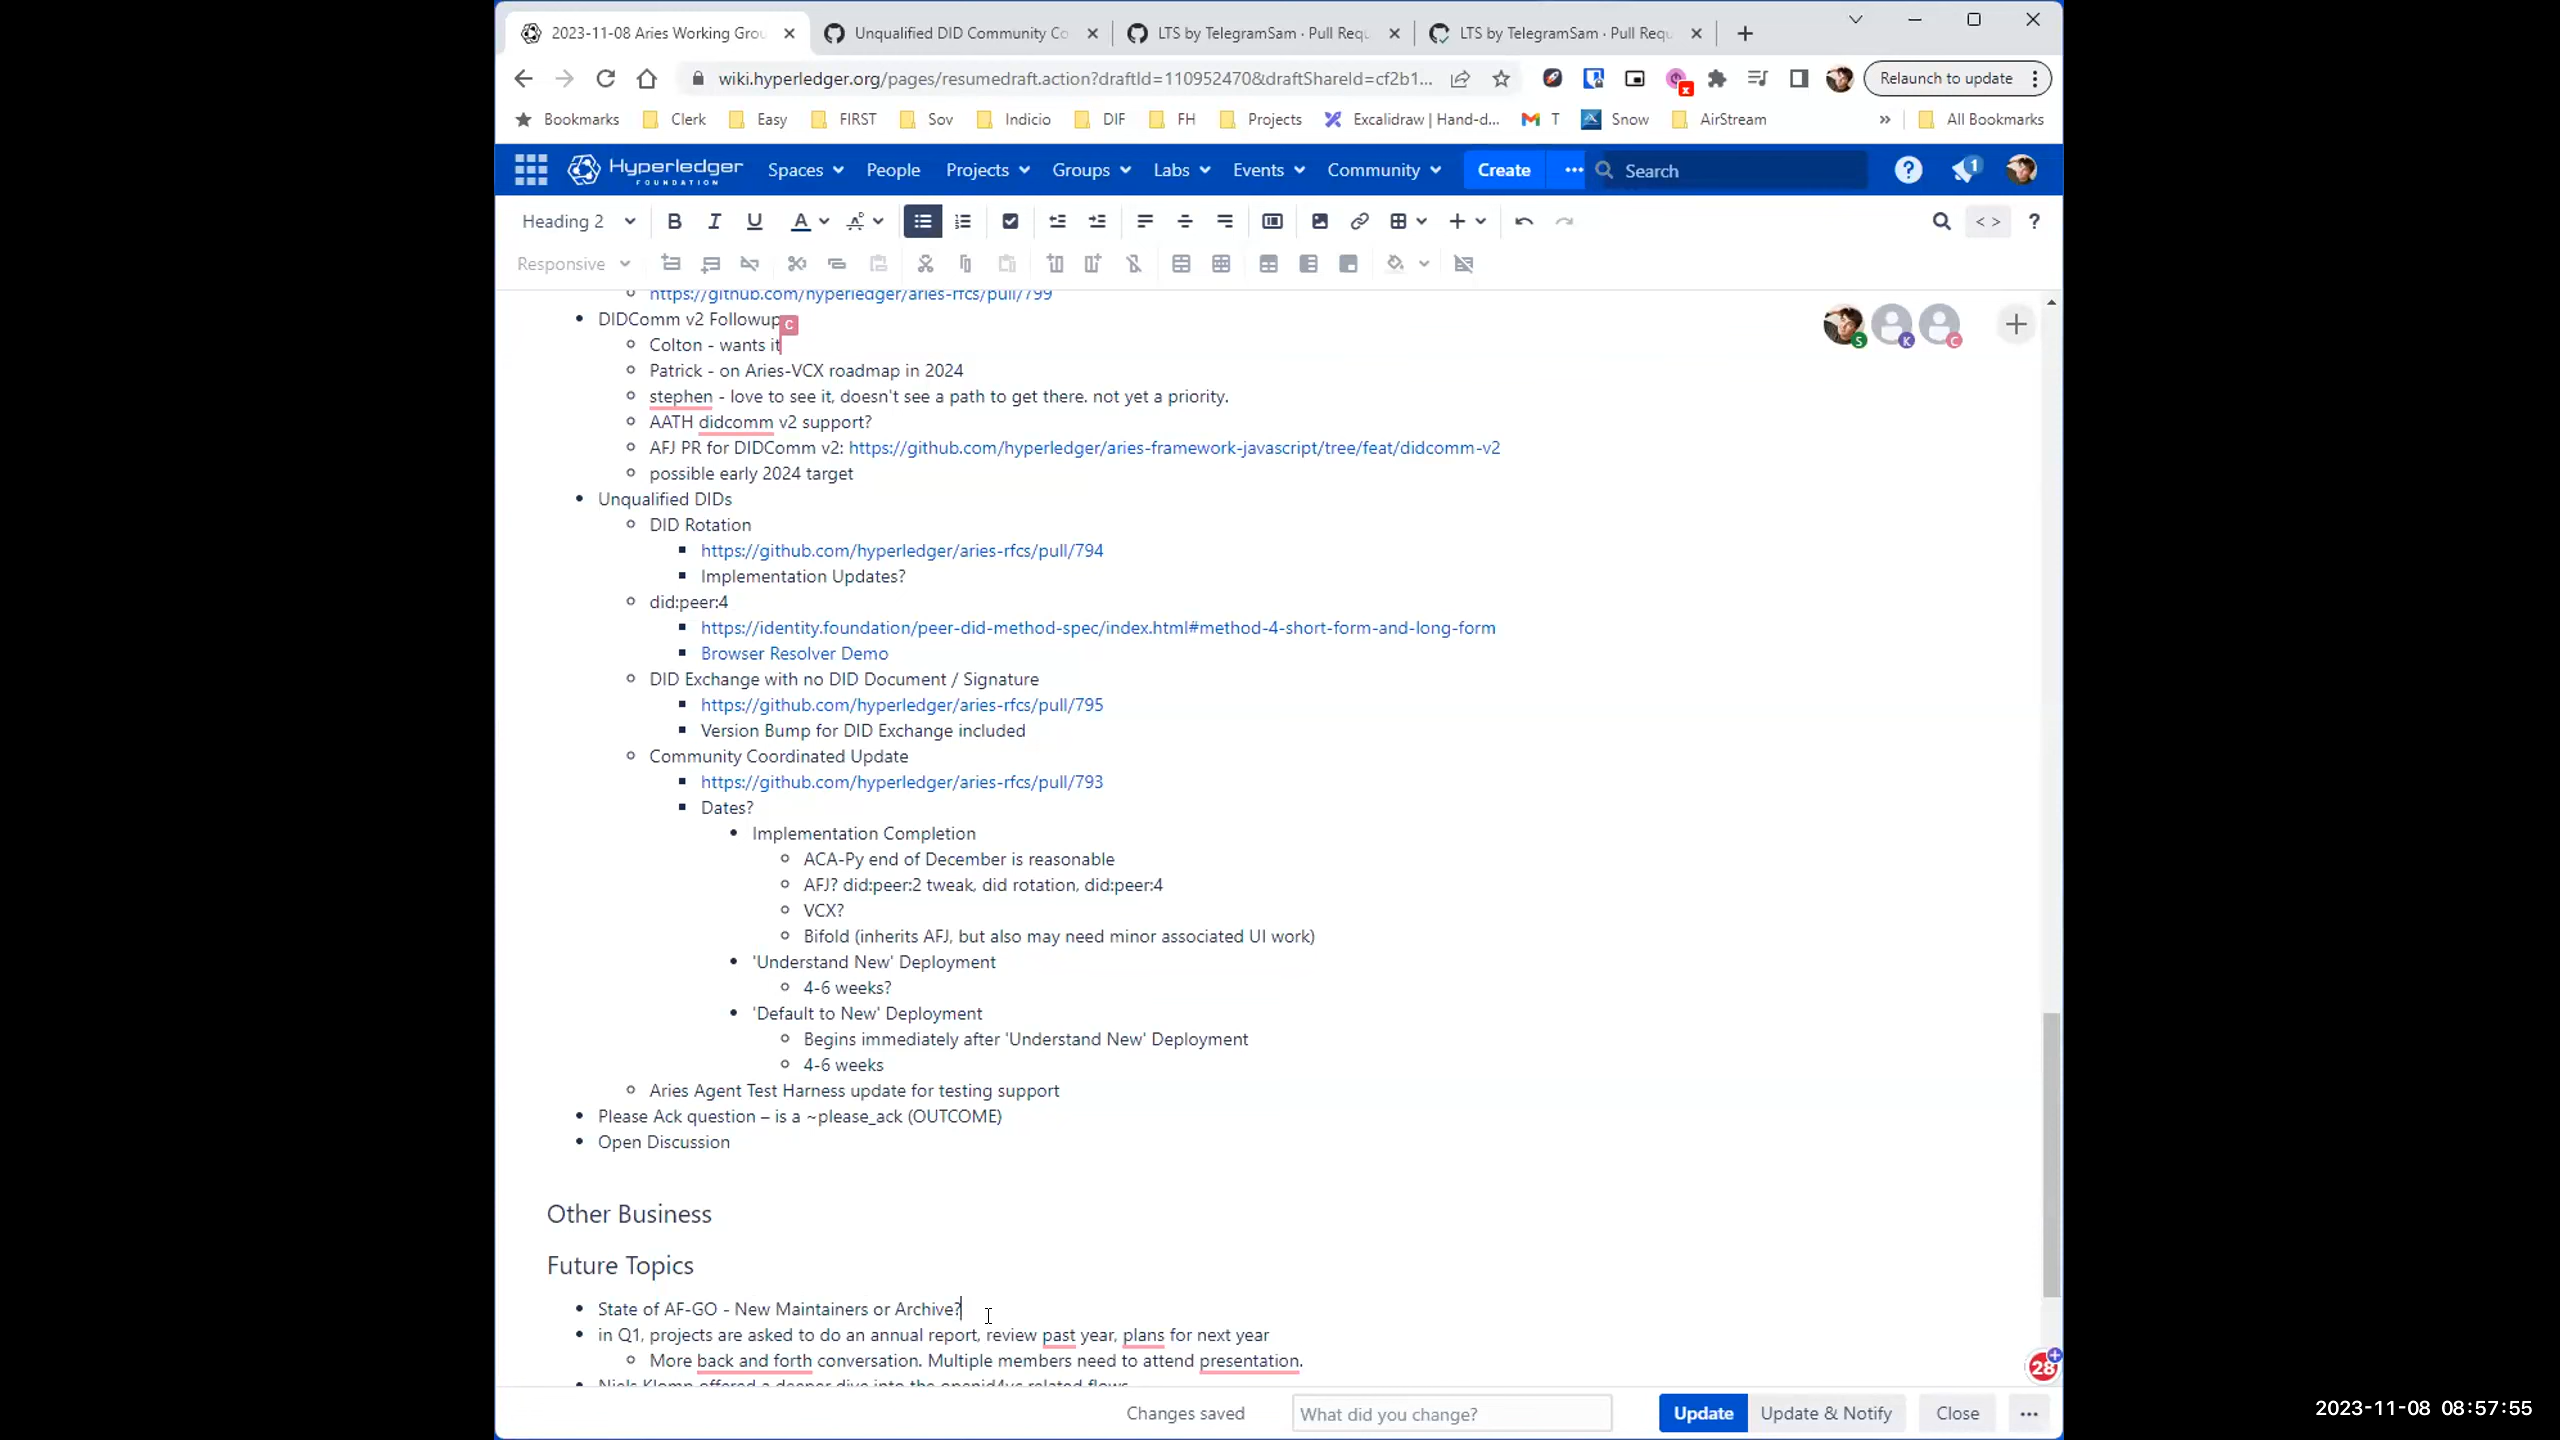 2023-11-08 Aries Working Grou
Unqualified DID Community Co
LTS by TelegramSam · Pull Requ
LTS by TelegramSam · Pull Requ
wiki.hyperledger.org/pages/resumedraft.action?draftId=110952470&draftShareId=cf2b1...
Relaunch to update
Bookmarks
Clerk
Easy
FIRST
Sov
Indicio
DIF
FH
Projects
Excalidraw | Hand-d...
T
Snow
AirStream
»
All Bookmarks
Hyperledger
FOUNDATION
Spaces
People
Projects
Groups
Labs
Events
Community
Create
Search
1
Heading 2
Responsive
https://github.com/hyperledger/aries-rfcs/pull/799
DIDComm v2 Followup
C
Colton - wants it
S
K
C
Patrick - on Aries-VCX roadmap in 2024
stephen - love to see it, doesn't see a path to get there. not yet a priority.
AATH didcomm v2 support?
AFJ PR for DIDComm v2: https://github.com/hyperledger/aries-framework-javascript/tree/feat/didcomm-v2
possible early 2024 target
Unqualified DIDs
DID Rotation
https://github.com/hyperledger/aries-rfcs/pull/794
Implementation Updates?
did:peer:4
https://identity.foundation/peer-did-method-spec/index.html#method-4-short-form-and-long-form
Browser Resolver Demo
DID Exchange with no DID Document / Signature
https://github.com/hyperledger/aries-rfcs/pull/795
Version Bump for DID Exchange included
Community Coordinated Update
https://github.com/hyperledger/aries-rfcs/pull/793
Dates?
Implementation Completion
ACA-Py end of December is reasonable
AFJ? did:peer:2 tweak, did rotation, did:peer:4
VCX?
Bifold (inherits AFJ, but also may need minor associated UI work)
'Understand New' Deployment
4-6 weeks?
'Default to New' Deployment
Begins immediately after 'Understand New' Deployment
4-6 weeks
Aries Agent Test Harness update for testing support
Please Ack question – is a ~please_ack (OUTCOME)
Open Discussion
Other Business
Future Topics
State of AF-GO - New Maintainers or Archive?
in Q1, projects are asked to do an annual report, review past year, plans for next year
More back and forth conversation. Multiple members need to attend presentation.
Niels Klomp offered a deeper dive into the openid4vc related flows
28
Changes saved
What did you change?
Update
Update & Notify
Close
2023-11-08 08:57:55